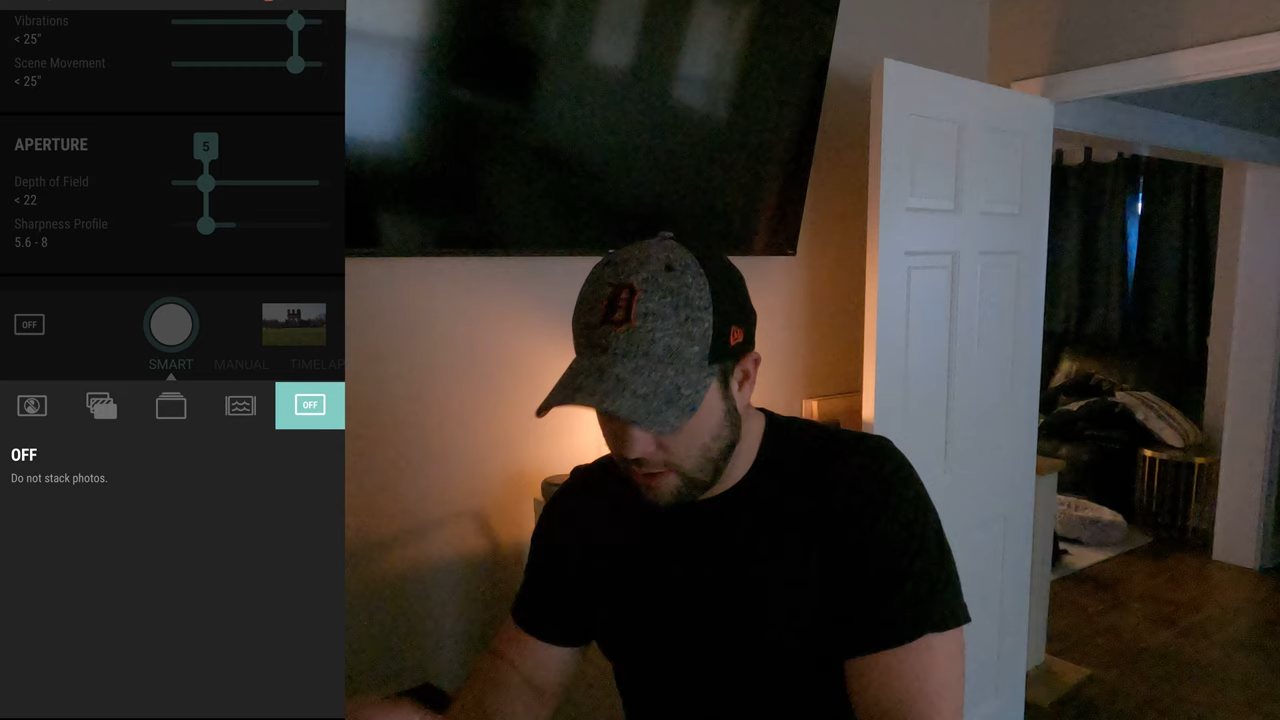 Vibrations
< 25"
Scene Movement
< 25"
APERTURE
5
Depth of Field
< 22
Sharpness Profile
5.6 - 8
OFF
SMART
MANUAL
TIMELAP
OFF
OFF
Do not stack photos.
D